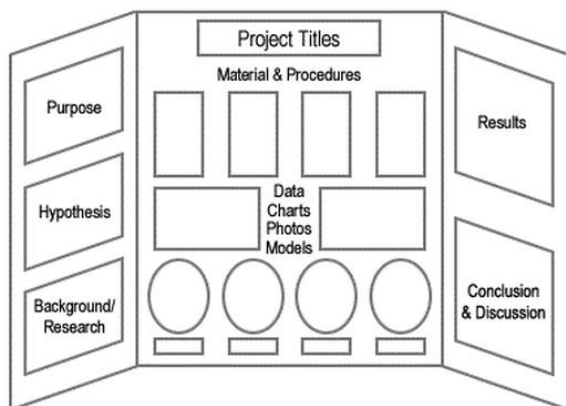 Project Titles
Material & Procedures
Purpose
Hypothesis
Background/
Research
Data
Charts
Photos
Models
Results
Conclusion
& Discussion